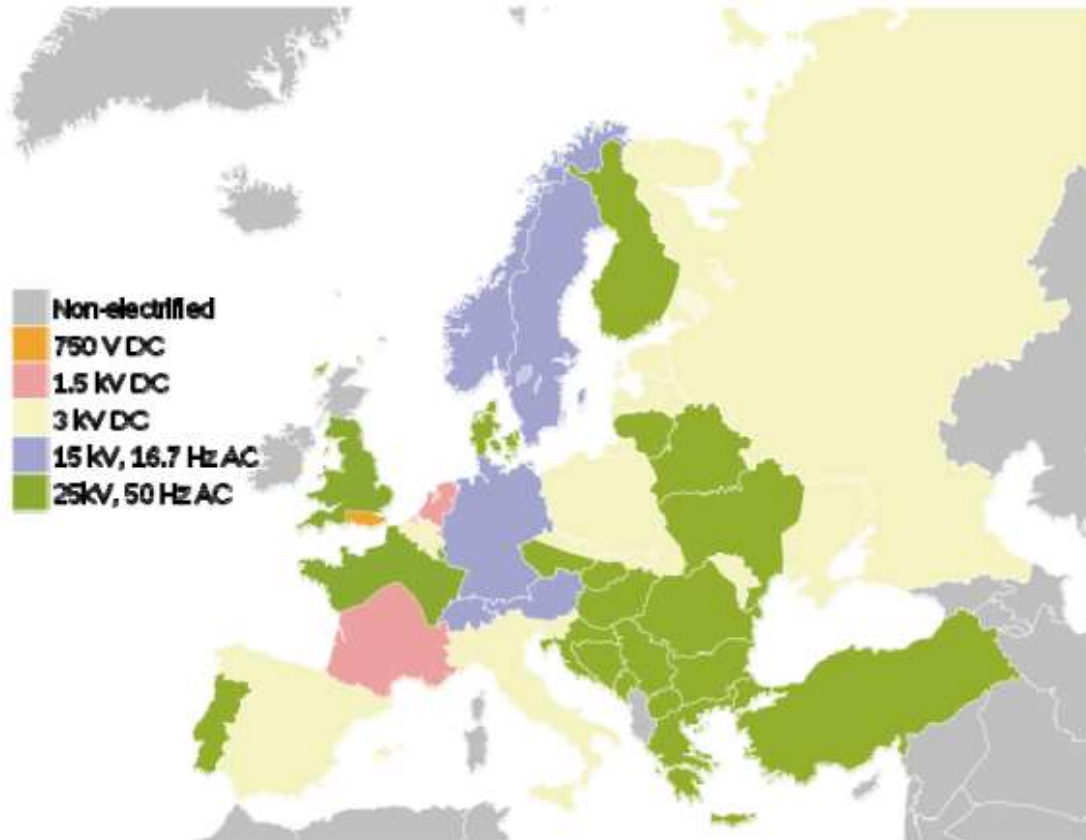 Non-electrified
750 V DC
1.5 kV DC
3 kV DC
15 kV, 16.7 Hz AC
25kV, 50 Hz AC